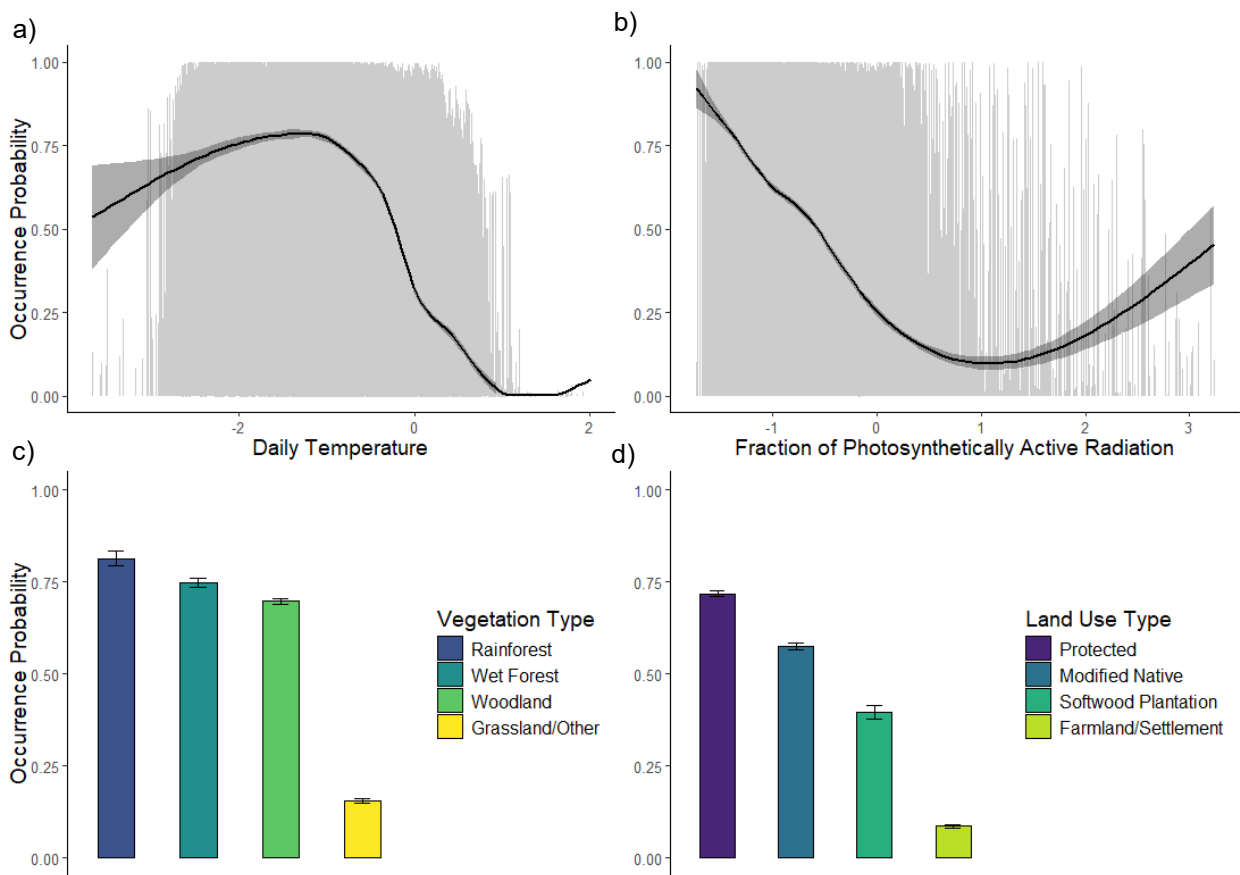 a)
b)
1.00
0.75
0.50
0.25
0.00
Occurrence Probability
-2
0
2
Daily Temperature
1.00
0.75
0.50
0.25
0.00
-1
0
1
2
3
Fraction of Photosynthetically Active Radiation
c)
d)
1.00
0.75
0.50
0.25
0.00
Occurrence Probability
Vegetation Type
Rainforest
Wet Forest
Woodland
Grassland/Other
1.00
0.75
0.50
0.25
0.00
Land Use Type
Protected
Modified Native
Softwood Plantation
Farmland/Settlement